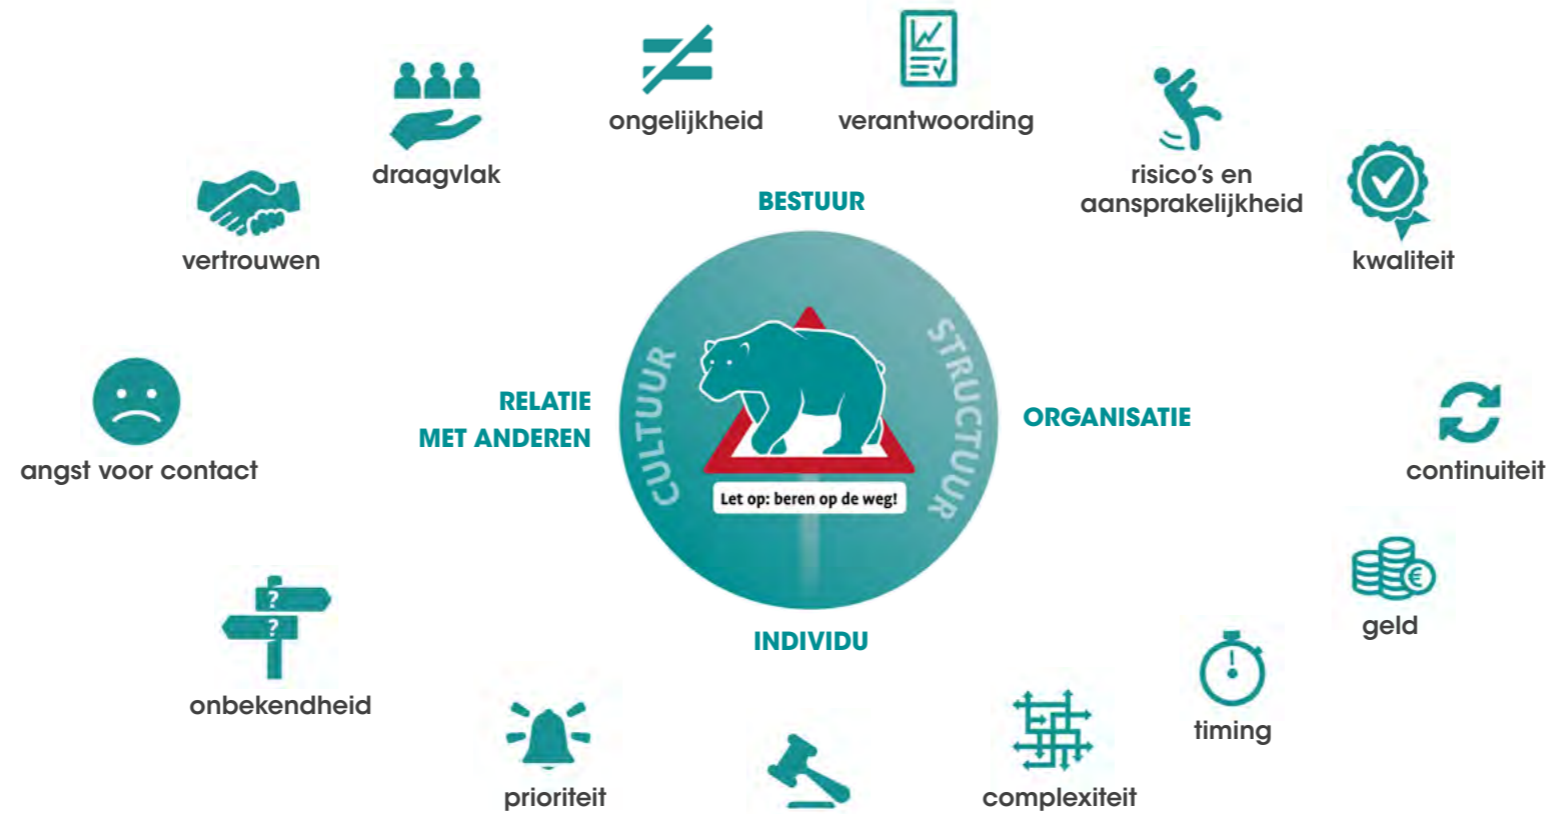 ongelijkheid
verantwoording
draagvlak
risico's en
aansprakelijkheid
vertrouwen
kwaliteit
BESTUUR
CULTUUR
STRUCTUUR
RELATIE
MET ANDEREN
ORGANISATIE
Let op: beren op de weg!
angst voor contact
continuiteit
geld
INDIVIDU
onbekendheid
timing
prioriteit
complexiteit